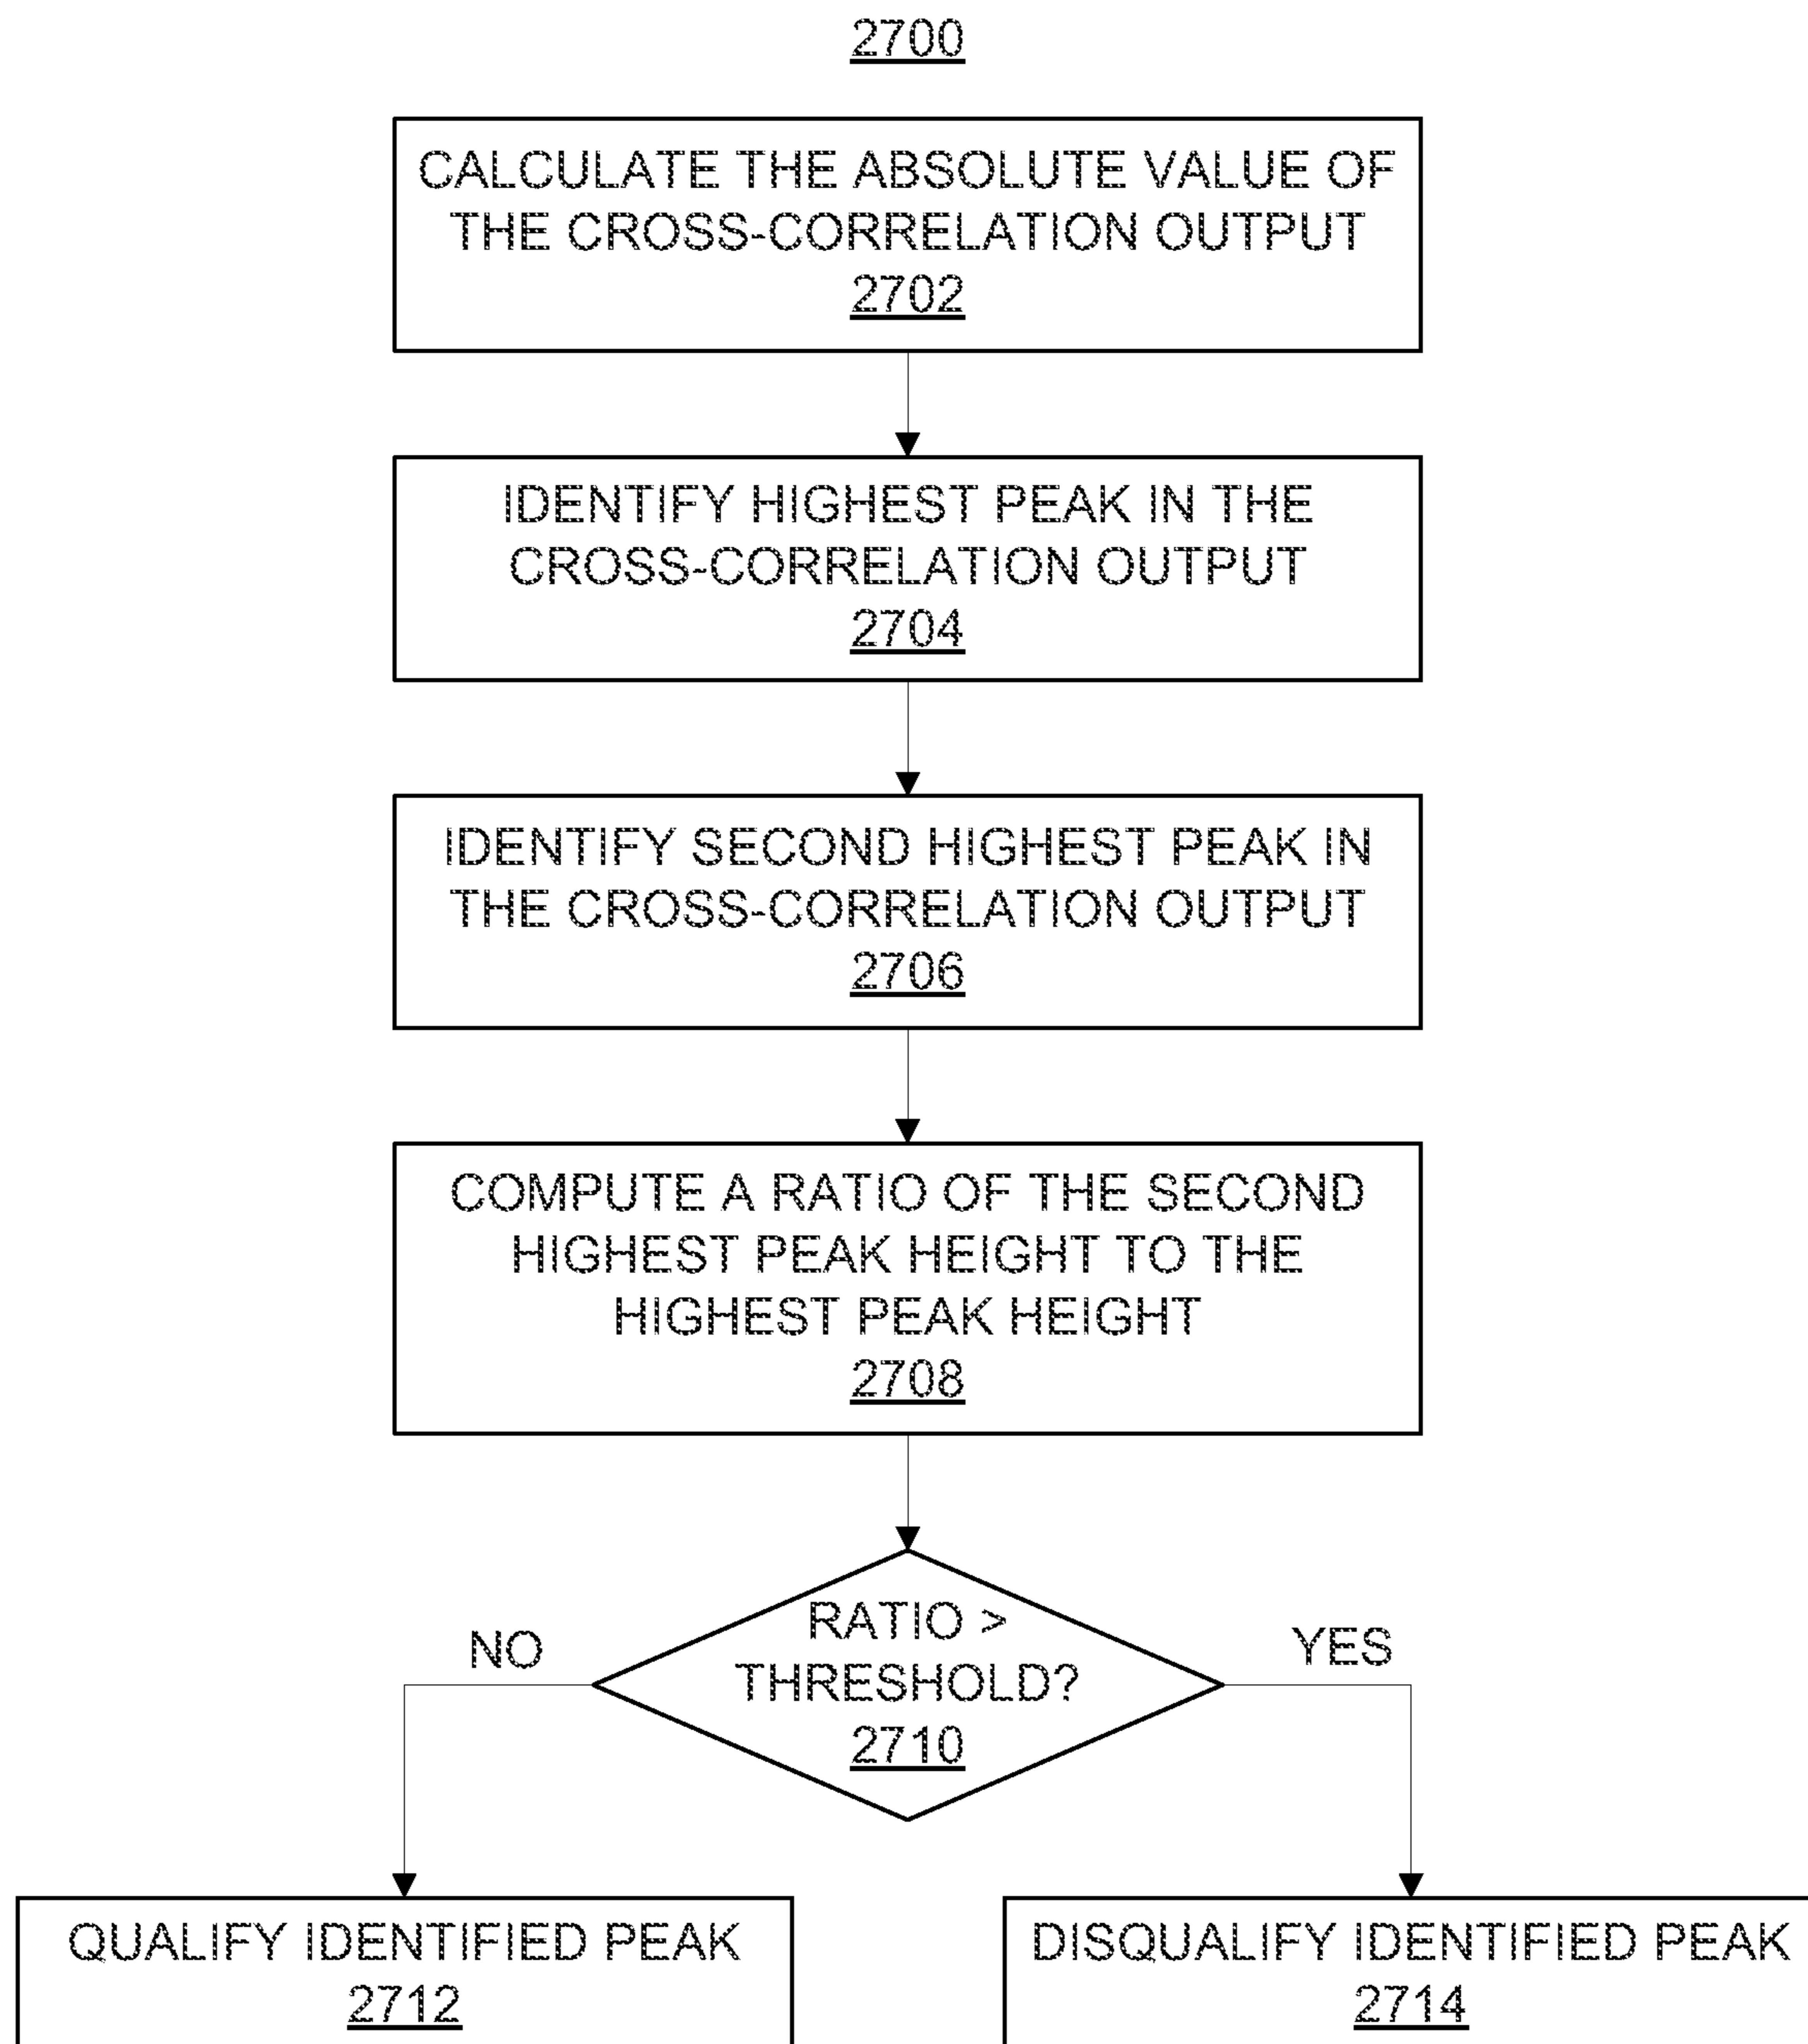 2700
CALCULATE THE ABSOLUTE VALUE OF
THE CROSS-CORRELATION OUTPUT
2702
IDENTIFY HIGHEST PEAK IN THE
CROSS-CORRELATION OUTPUT
2704
IDENTIFY SECOND HIGHEST PEAK IN
THE CROSS-CORRELATION OUTPUT
2706
COMPUTE A RATIO OF THE SECOND
HIGHEST PEAK HEIGHT TO THE
HIGHEST PEAK HEIGHT
2708
RATIO >
THRESHOLD?
2710
NO
YES
QUALIFY IDENTIFIED PEAK
2712
DISQUALIFY IDENTIFIED PEAK
2714